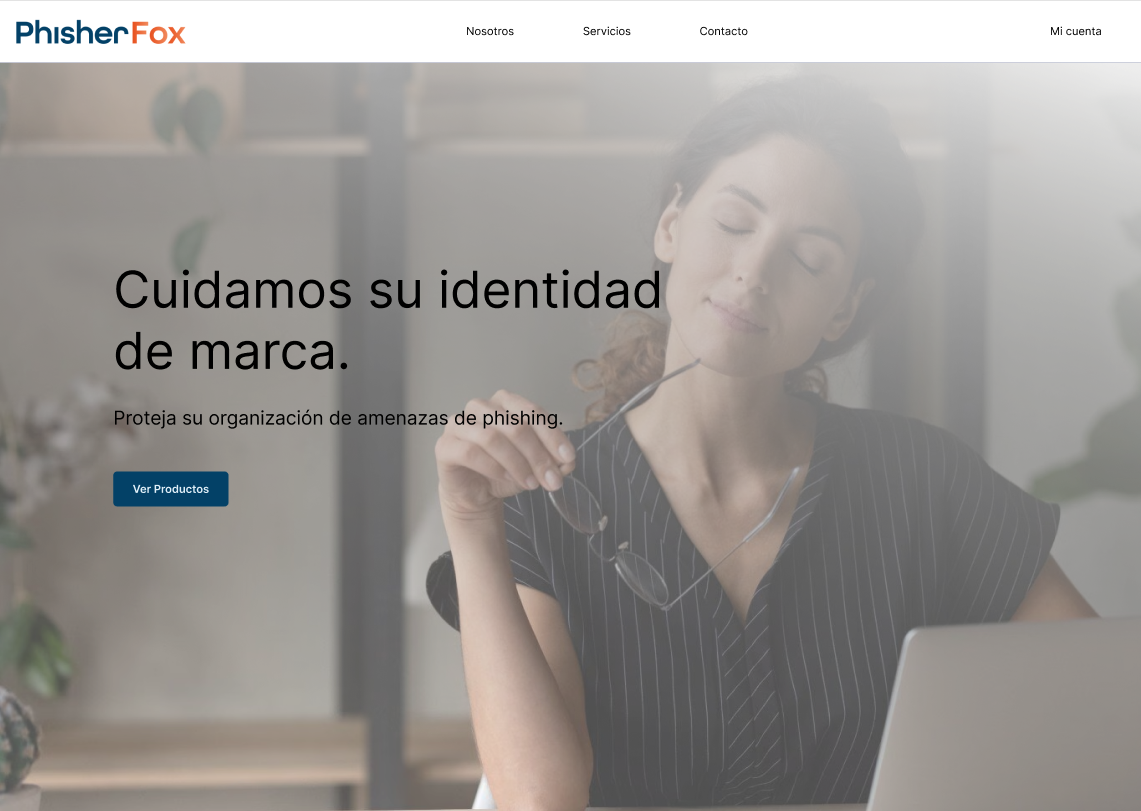 PhisherFox
Nosotros
Servicios
Contacto
Mi cuenta
Cuidamos su identidad
de marca.
Proteja su organización de amenazas de phishing.
Ver Productos